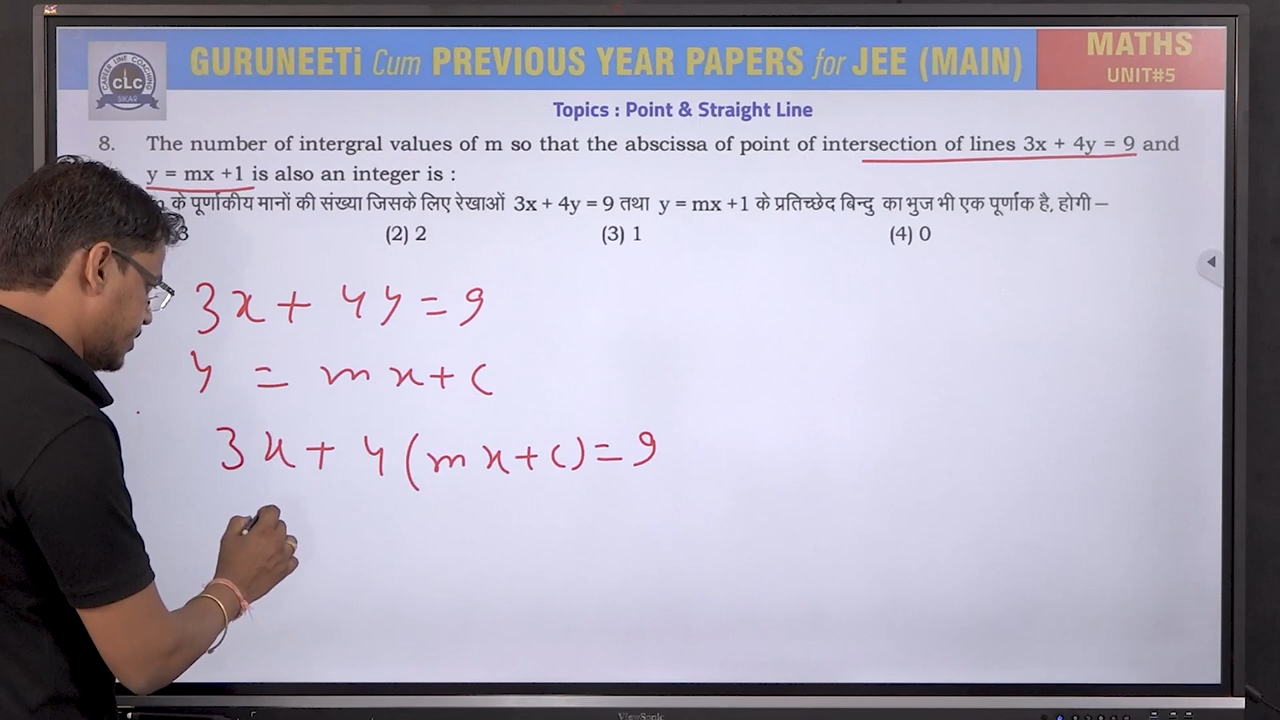 GURUNEETi Cum PREVIOUS YEAR PAPERS for JEE (MAIN)
MATHS
UNIT#5
CLC
SIKAR
Topics : Point & Straight Line
8. The number of intergral values of m so that the abscissa of point of intersection of lines 3x + 4y = 9 and
y = mx +1 is also an integer is :
के पूर्णाकीय मानों की संख्या जिसके लिए रेखाओं 3x + 4y = 9 तथा y = mx +1 के प्रतिच्छेद बिन्दु का भुज भी एक पूर्णांक है, होगी –
3 (2) 2 (3) 1 (4) 0
3x + 4y = 9
y = mx + c
3x + 4(mx+c) = 9
ViewSonic